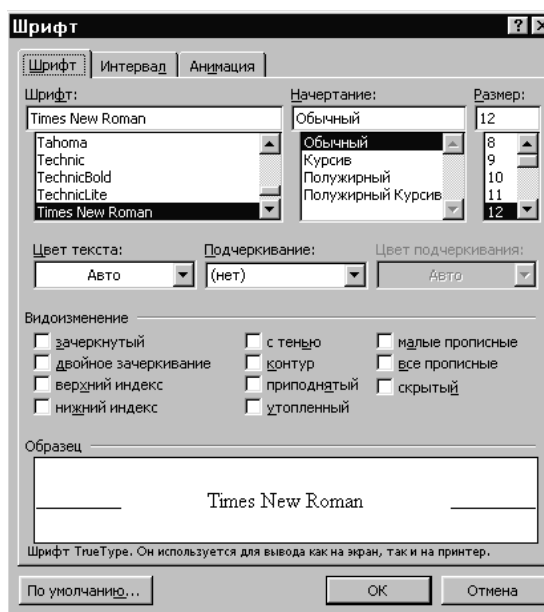 Шрифт
Шрифт Интервал Анимация
Шрифт: Начертание: Размер:
Times New Roman Обычный 12
Tahoma Обычный 8
Technic Курсив 9
TechnicBold Полужирный 10
TechnicLite Полужирный Курсив 11
Times New Roman 12
Цвет текста: Подчеркивание: Цвет подчеркивания:
Авто (нет) Авто
Видоизменение
зачеркнутый с тенью малые прописные
двойное зачеркивание контур все прописные
верхний индекс приподнятый скрытый
нижний индекс утопленный
Образец
Times New Roman
Шрифт TrueType. Он используется для вывода как на экран, так и на принтер.
По умолчанию... ОК Отмена